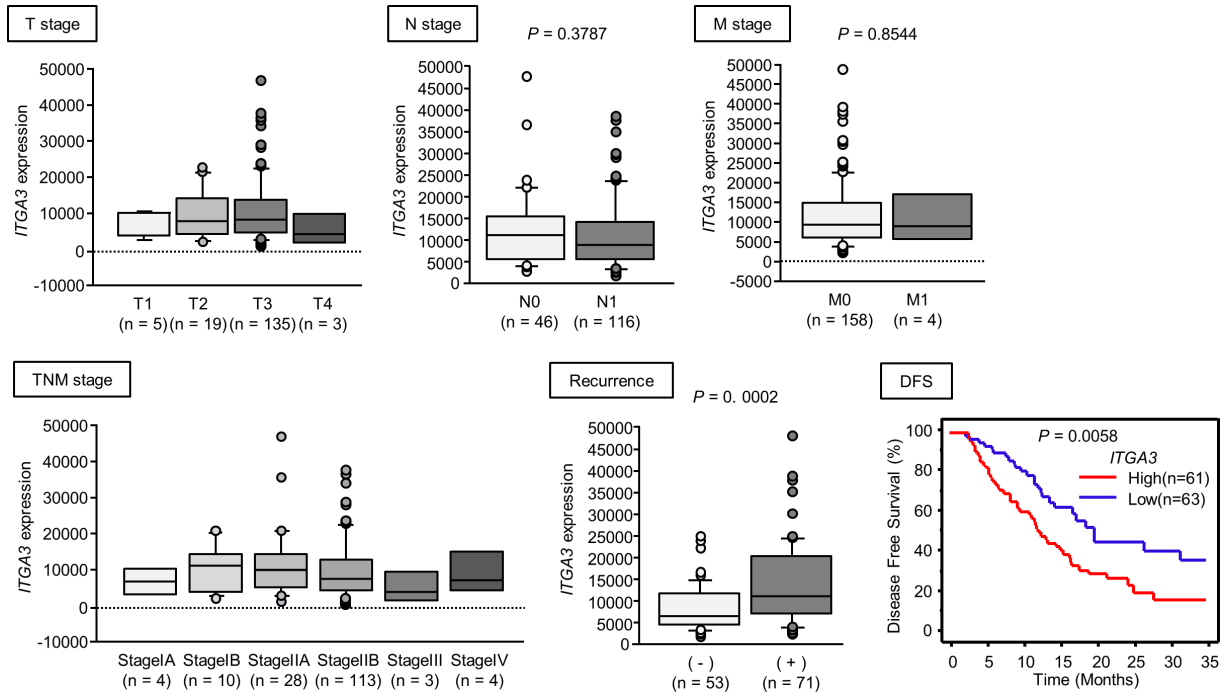 T stage
ITGA3 expression
50000
40000
30000
20000
10000
0
-10000
T1 T2 T3 T4
(n = 5) (n = 19) (n = 135) (n = 3)
N stage
P = 0.3787
ITGA3 expression
50000
45000
40000
35000
30000
25000
20000
15000
10000
5000
0
N0 N1
(n = 46) (n = 116)
M stage
P = 0.8544
ITGA3 expression
50000
45000
40000
35000
30000
25000
20000
15000
10000
5000
0
-5000
M0 M1
(n = 158) (n = 4)
TNM stage
ITGA3 expression
50000
40000
30000
20000
10000
0
-10000
StageIA StageIB StageIIA StageIIB StageIII StageIV
(n = 4) (n = 10) (n = 28) (n = 113) (n = 3) (n = 4)
Recurrence
P = 0. 0002
ITGA3 expression
50000
45000
40000
35000
30000
25000
20000
15000
10000
5000
0
( - ) ( + )
(n = 53) (n = 71)
DFS
Disease Free Survival (%)
100
80
60
40
20
0
P = 0.0058
ITGA3
High(n=61)
Low(n=63)
0 5 10 15 20 25 30 35
Time (Months)